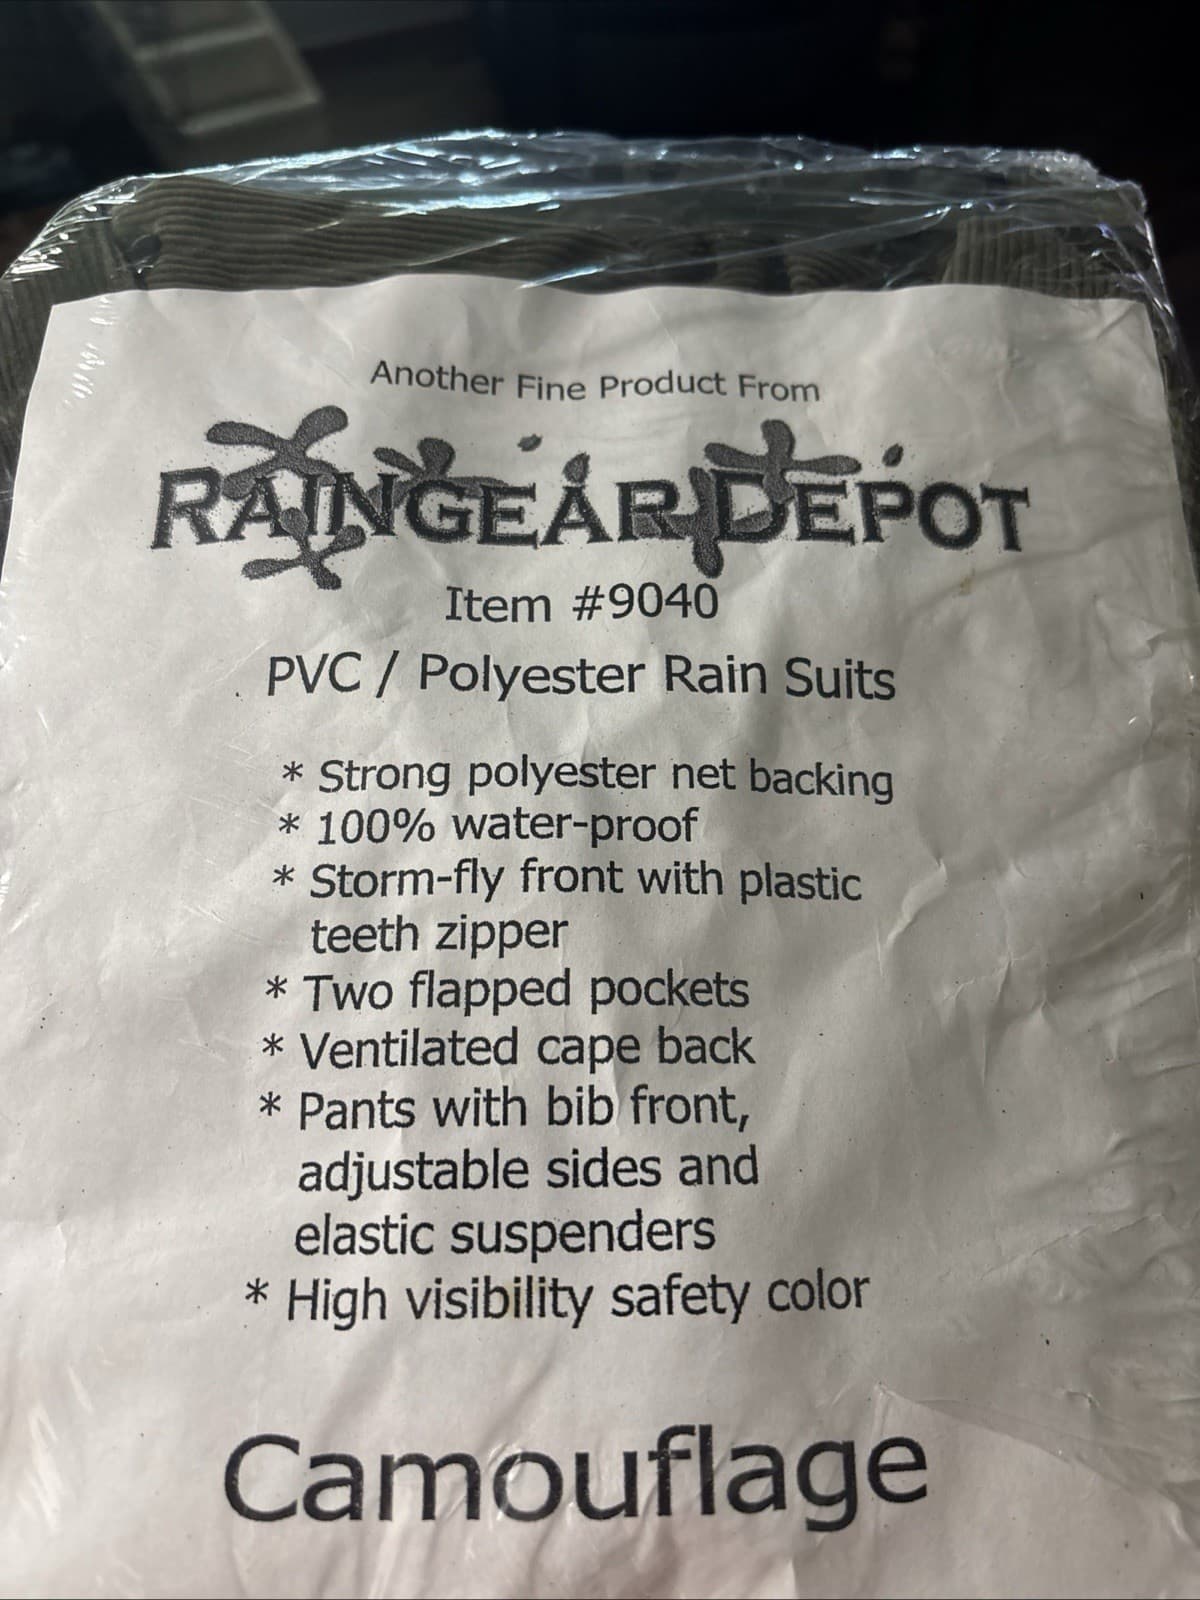 Another Fine Product From
RAINGEAR DEPOT
Item #9040
PVC / Polyester Rain Suits
* Strong polyester net backing
* 100% water-proof
* Storm-fly front with plastic
teeth zipper
* Two flapped pockets
* Ventilated cape back
* Pants with bib front,
adjustable sides and
elastic suspenders
* High visibility safety color
Camouflage